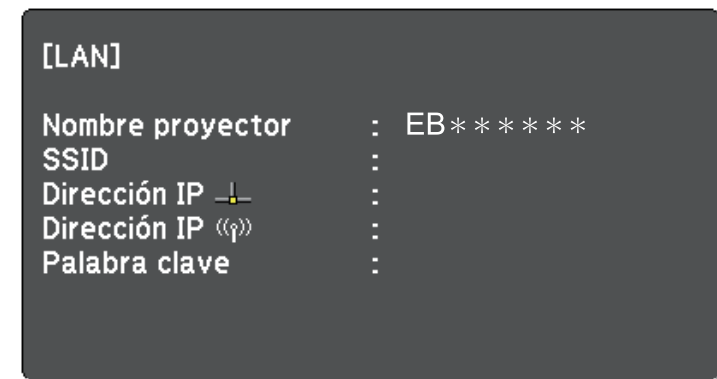 [LAN]
Nombre proyector : EB＊＊＊＊＊＊
SSID :
Dirección IP :
Dirección IP :
Palabra clave :